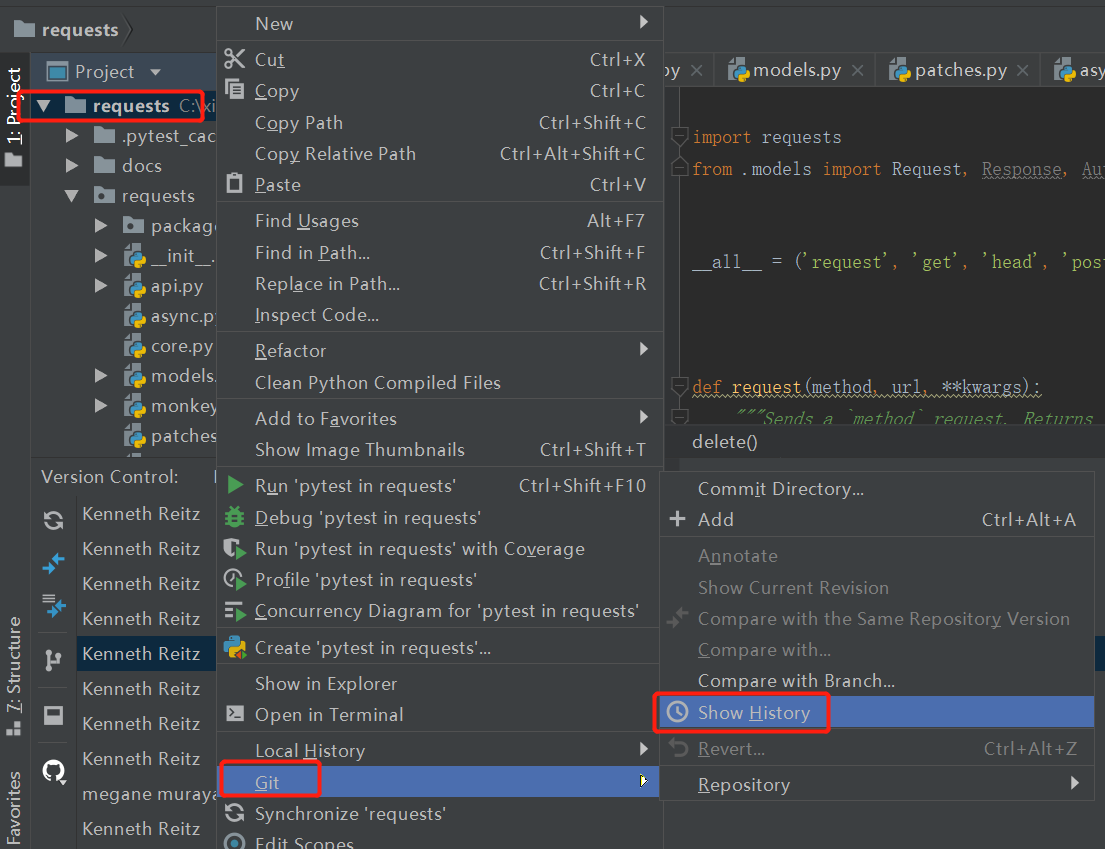 requests
Project
1: Project
requests C:\xi
.pytest_cac
docs
requests
package
__init__.
api.py
async.py
core.py
models.
monkey
patches
Version Control:
Kenneth Reitz
Kenneth Reitz
Kenneth Reitz
Kenneth Reitz
Kenneth Reitz
Kenneth Reitz
Kenneth Reitz
Kenneth Reitz
megane muraya
Kenneth Reitz
7: Structure
Favorites
New
Cut Ctrl+X
Copy Ctrl+C
Copy Path Ctrl+Shift+C
Copy Relative Path Ctrl+Alt+Shift+C
Paste Ctrl+V
Find Usages Alt+F7
Find in Path... Ctrl+Shift+F
Replace in Path... Ctrl+Shift+R
Inspect Code...
Refactor
Clean Python Compiled Files
Add to Favorites
Show Image Thumbnails Ctrl+Shift+T
Run 'pytest in requests' Ctrl+Shift+F10
Debug 'pytest in requests'
Run 'pytest in requests' with Coverage
Profile 'pytest in requests'
Concurrency Diagram for 'pytest in requests'
Create 'pytest in requests'...
Show in Explorer
Open in Terminal
Local History
Git
Synchronize 'requests'
Edit Scopes
py
models.py
patches.py
asy
import requests
from .models import Request, Response, Au
__all__ = ('request', 'get', 'head', 'pos
def request(method, url, **kwargs):
"""Sends a `method` request. Returns
delete()
Commit Directory...
Add Ctrl+Alt+A
Annotate
Show Current Revision
Compare with the Same Repository Version
Compare with...
Compare with Branch...
Show History
Revert... Ctrl+Alt+Z
Repository